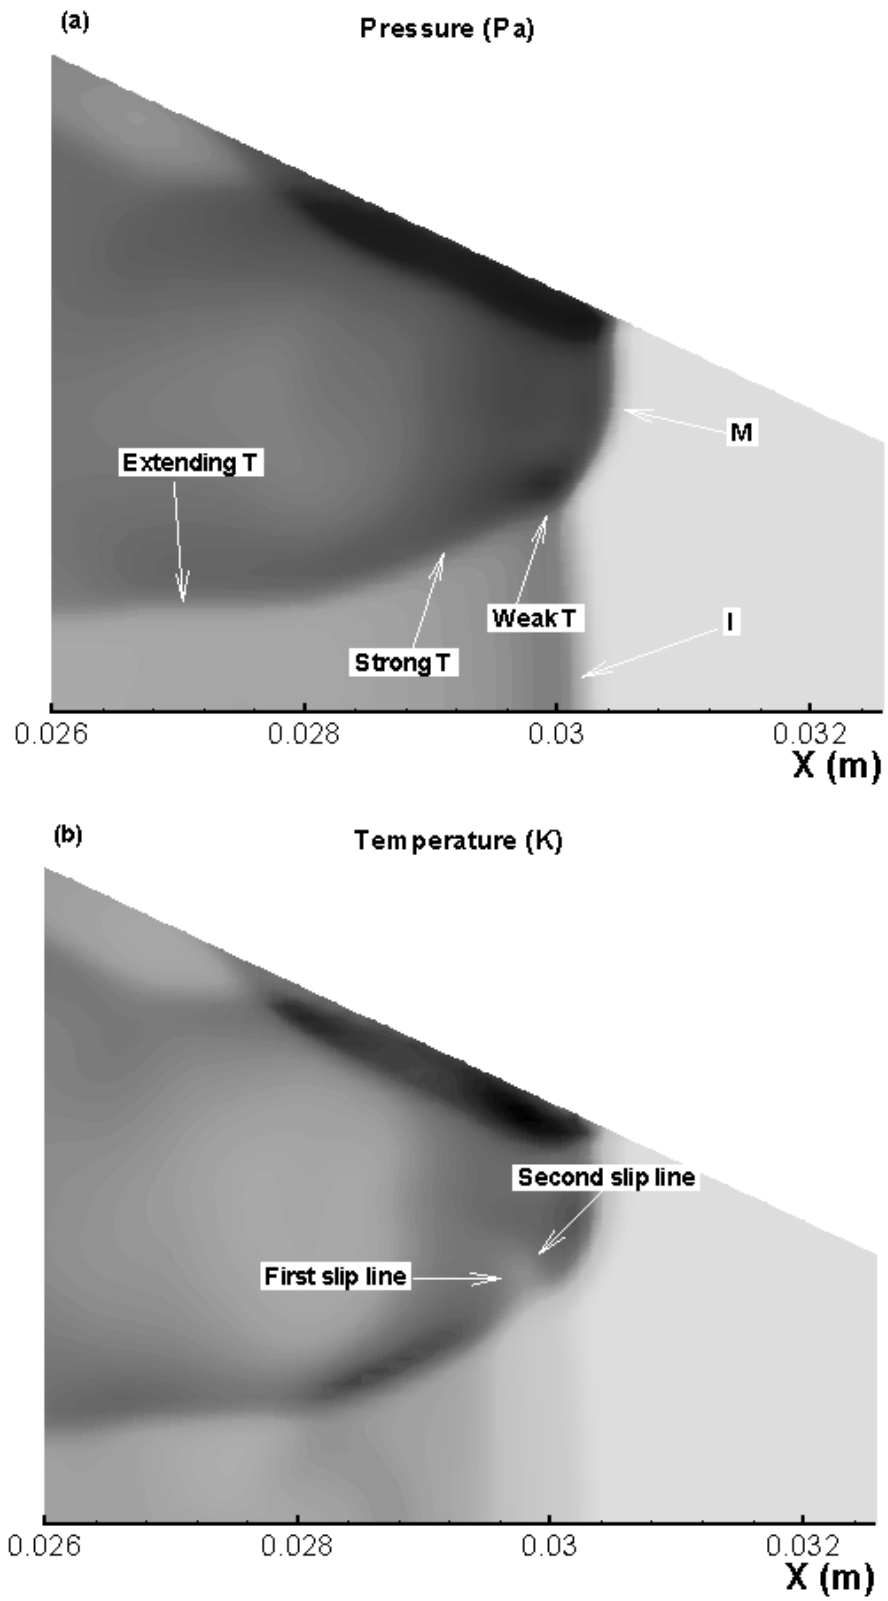 (a)
Pressure (Pa)
M
Extending T
Weak T
I
Strong T
0.026 0.028 0.03 0.032
X (m)
(b)
Temperature (K)
Second slip line
First slip line
0.026 0.028 0.03 0.032
X (m)